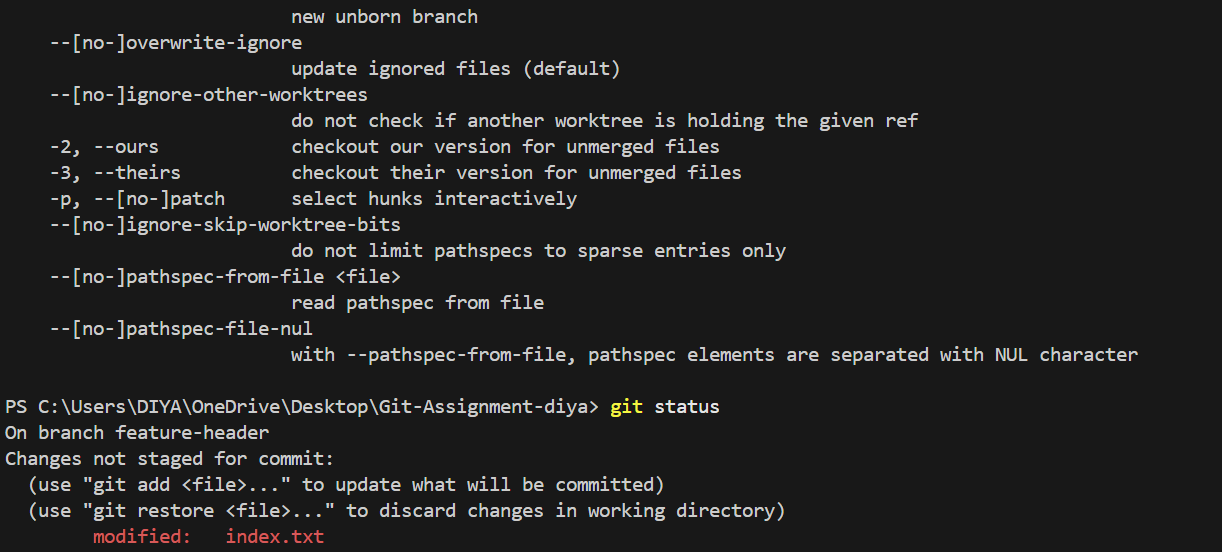 new unborn branch
--[no-]overwrite-ignore
update ignored files (default)
--[no-]ignore-other-worktrees
do not check if another worktree is holding the given ref
-2, --ours checkout our version for unmerged files
-3, --theirs checkout their version for unmerged files
-p, --[no-]patch select hunks interactively
--[no-]ignore-skip-worktree-bits
do not limit pathspecs to sparse entries only
--[no-]pathspec-from-file <file>
read pathspec from file
--[no-]pathspec-file-nul
with --pathspec-from-file, pathspec elements are separated with NUL character
PS C:\Users\DIYA\OneDrive\Desktop\Git-Assignment-diya> git status
On branch feature-header
Changes not staged for commit:
(use "git add <file>..." to update what will be committed)
(use "git restore <file>..." to discard changes in working directory)
modified: index.txt